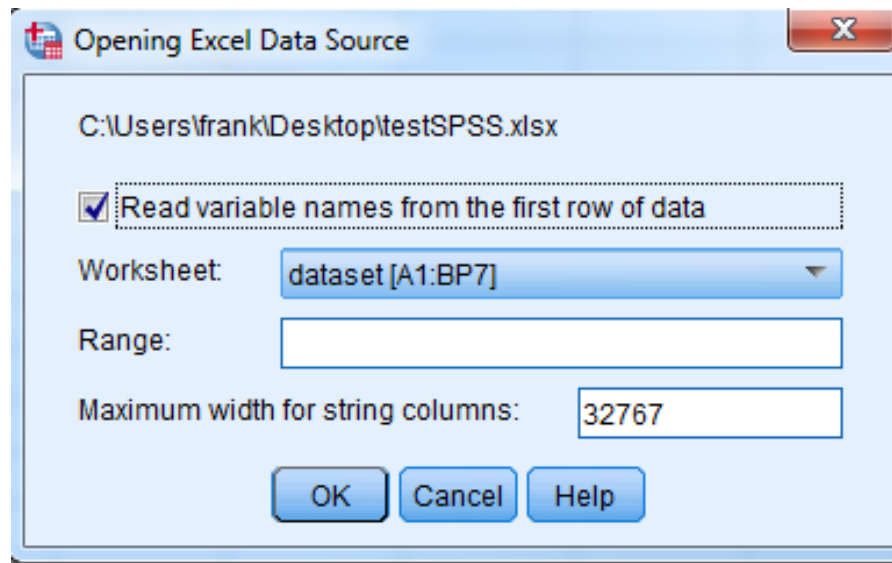 Opening Excel Data Source
C:\Users\frank\Desktop\testSPSS.xlsx
Read variable names from the first row of data
Worksheet: dataset [A1:BP7]
Range:
Maximum width for string columns: 32767
OK Cancel Help